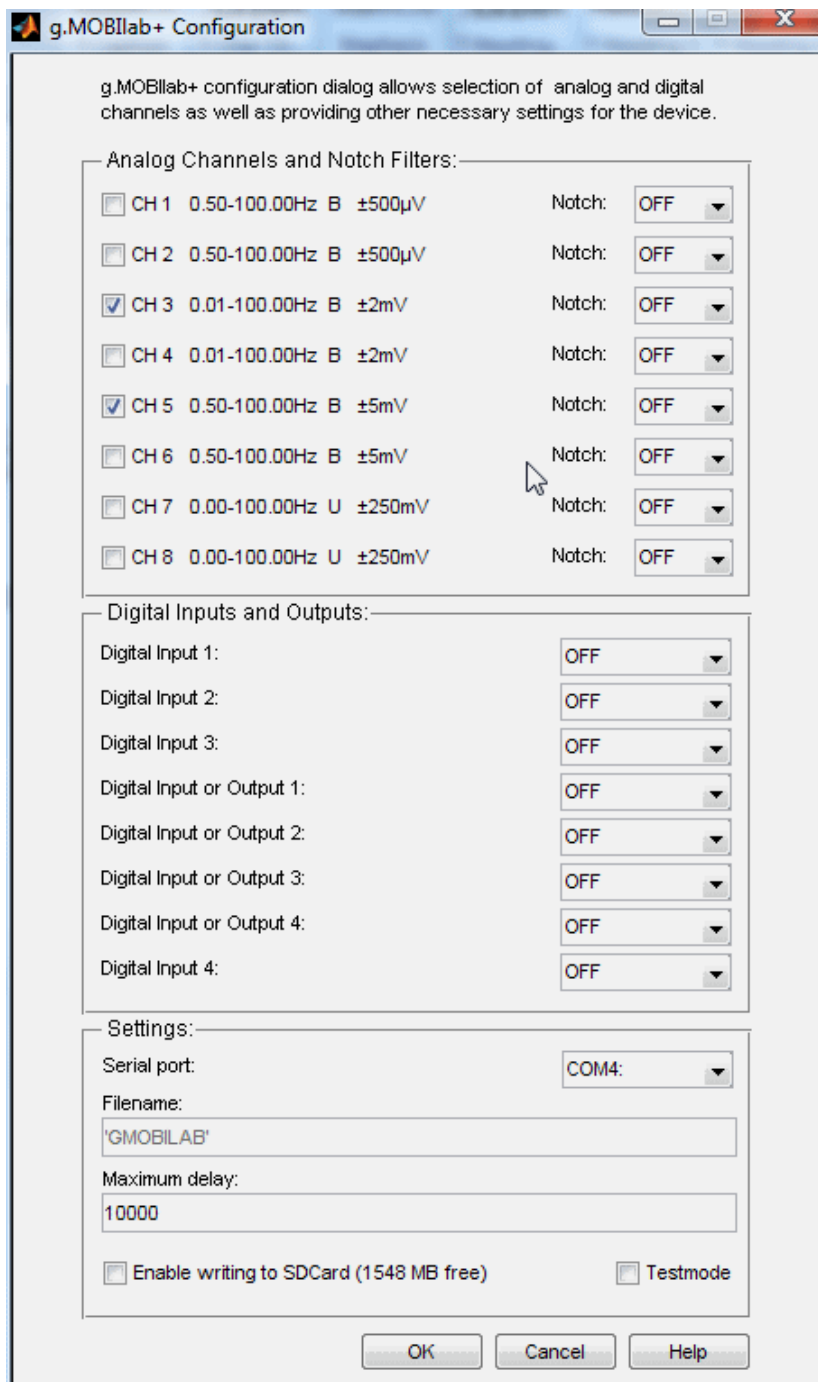 g.MOBIlab+ Configuration
g.MOBIlab+ configuration dialog allows selection of analog and digital
channels as well as providing other necessary settings for the device.
Analog Channels and Notch Filters:
CH 1 0.50-100.00Hz B ±500µV Notch: OFF
CH 2 0.50-100.00Hz B ±500µV Notch: OFF
CH 3 0.01-100.00Hz B ±2mV Notch: OFF
CH 4 0.01-100.00Hz B ±2mV Notch: OFF
CH 5 0.50-100.00Hz B ±5mV Notch: OFF
CH 6 0.50-100.00Hz B ±5mV Notch: OFF
CH 7 0.00-100.00Hz U ±250mV Notch: OFF
CH 8 0.00-100.00Hz U ±250mV Notch: OFF
Digital Inputs and Outputs:
Digital Input 1: OFF
Digital Input 2: OFF
Digital Input 3: OFF
Digital Input or Output 1: OFF
Digital Input or Output 2: OFF
Digital Input or Output 3: OFF
Digital Input or Output 4: OFF
Digital Input 4: OFF
Settings:
Serial port: COM4:
Filename:
'GMOBILAB'
Maximum delay:
10000
Enable writing to SDCard (1548 MB free) Testmode
OK Cancel Help